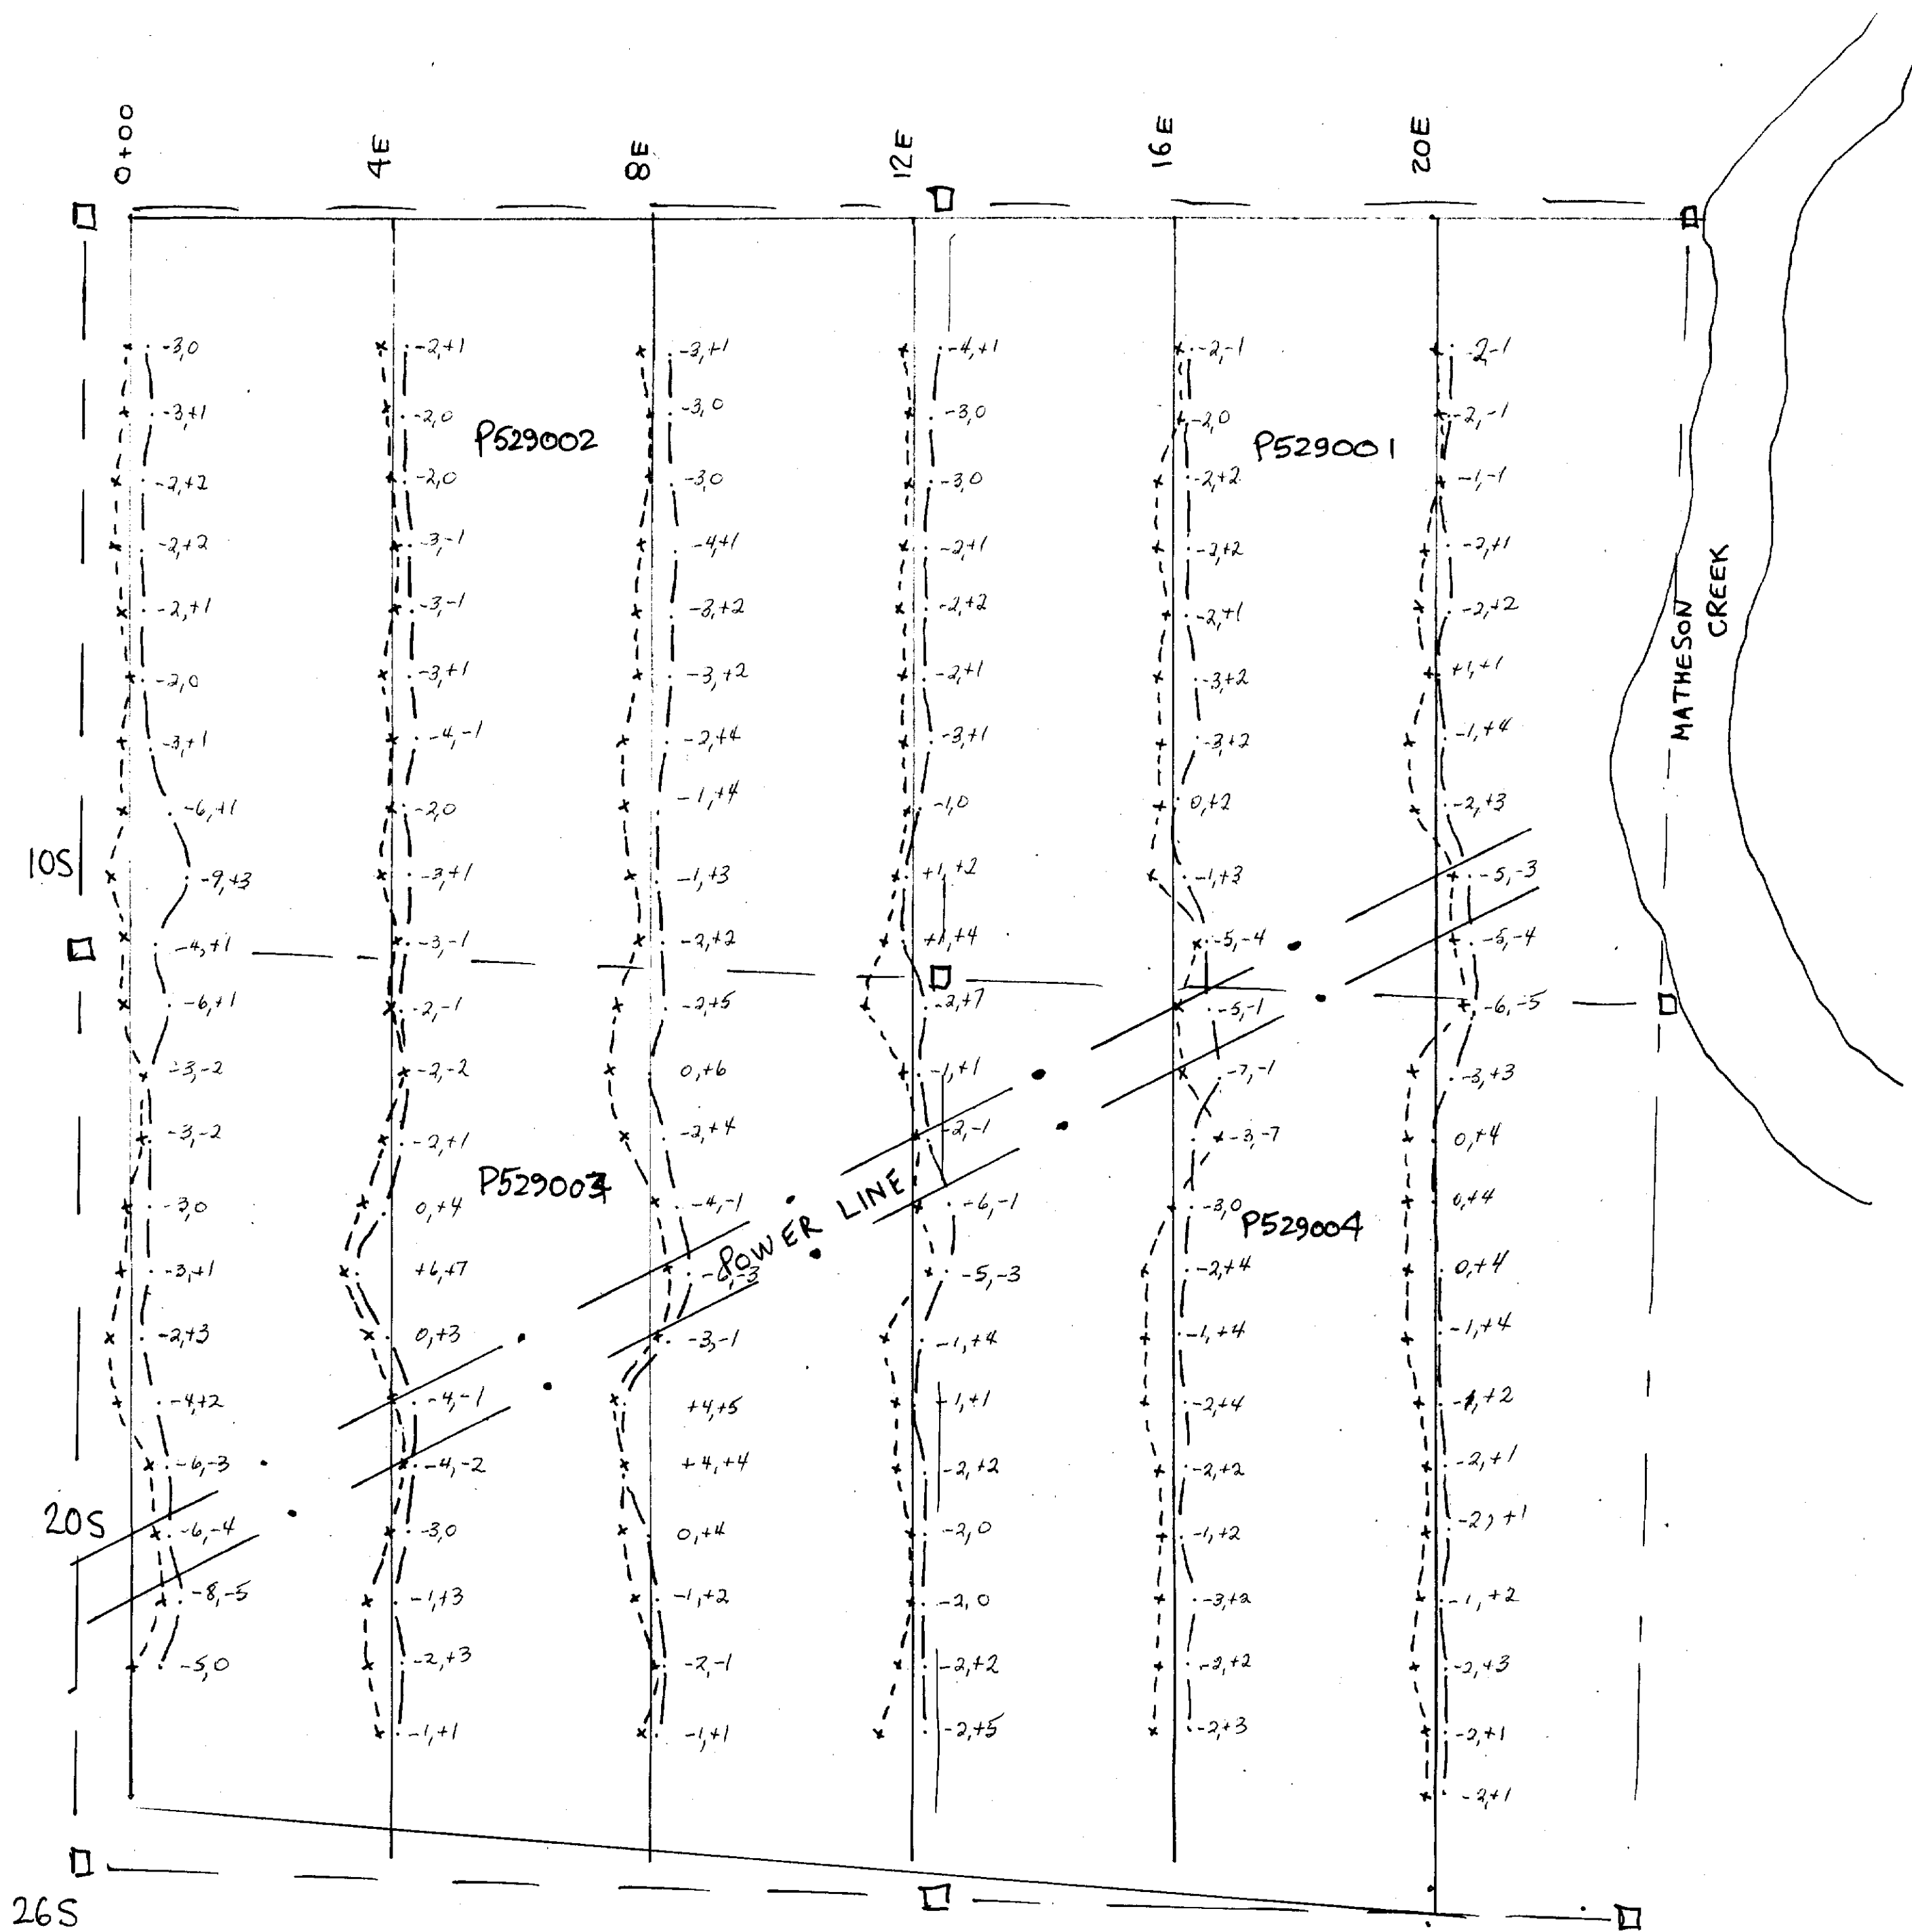 0+00 4E 8E 12E 16E 20E
-3,0 -2,+1 -3,+1 -4,+1 -2,-1 -2,-1
-3,+1 -2,0 -3,0 -3,0 -2,0 -2,-1
P529002 P529001
-2,+2 -2,0 -3,0 -3,0 -2,+2 -1,-1
-2,+2 -3,-1 -4,+1 -2,+1 -2,+2 -2,+1
-2,+1 -3,-1 -3,+2 -2,+2 -2,+1 -2,+2
MATHESON
CREEK
-2,0 -3,+1 -3,+2 -2,+1 -3,+2 +1,+1
-3,+1 -4,-1 -2,+4 -3,+1 -3,+2 -1,+4
-6,+1 -2,0 -1,+4 -1,0 0,+2 -2,+3
10S
-9,+3 -3,+1 -1,+3 +1,+2 -1,+3 -5,-3
-4,+1 -3,-1 -2,+2 +1,+4 -5,-4 -5,-4
-6,+1 -2,-1 -2,+5 -2,+7 -5,-1 -6,-5
-3,-2 -2,-2 0,+6 -1,+1 -7,-1 -3,+3
-3,-2 -2,+1 -2,+4 -2,-1 -3,-7 0,+4
P529003
-3,0 0,+4 -4,-1 -6,-1 -3,0 0,+4
POWER LINE
P529004
-3,+1 +6,+7 -6,-3 -5,-3 -2,+4 0,+4
-2,+3 0,+3 -3,-1 -1,+4 -1,+4 -1,+4
-4,+2 -4,-1 +4,+5 -1,+1 -2,+4 -1,+2
-6,-3 -4,-2 +4,+4 -2,+2 -2,+2 -2,+1
20S
-6,-4 -3,0 0,+4 -2,0 -1,+2 -2,+1
-8,-5 -1,+3 -1,+2 -2,0 -3,+2 -1,+2
-5,0 -2,+3 -2,-1 -2,+2 -2,+2 -2,+3
-1,+1 -1,+1 -2,+5 -2,+3 -2,+1
-2,+1
26S